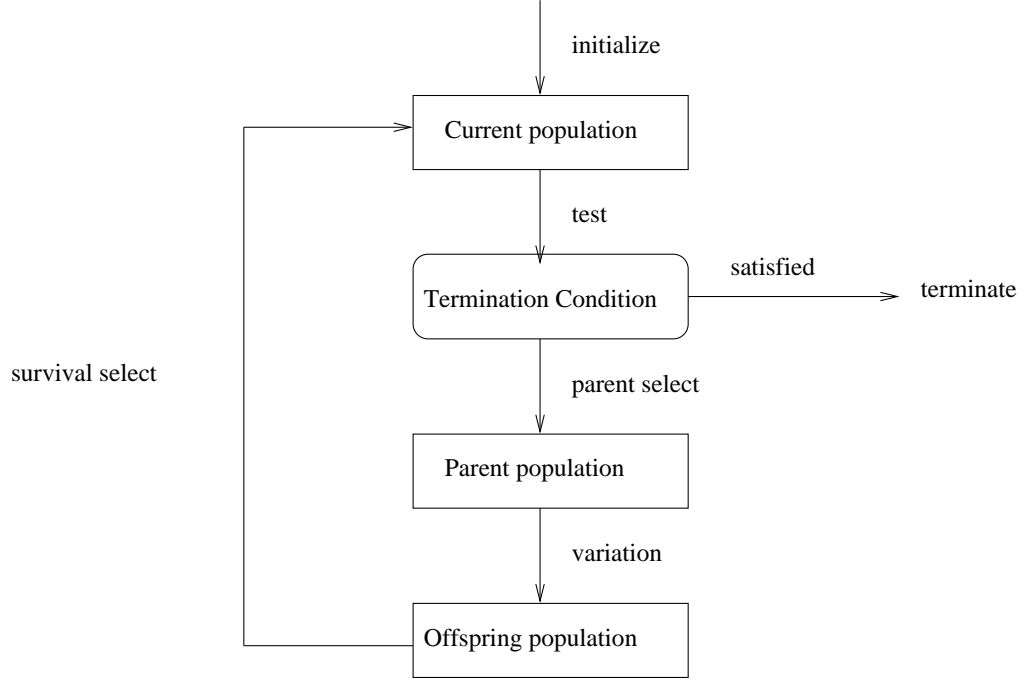 initialize
Current population
test
satisfied
terminate
Termination Condition
survival select
parent select
Parent population
variation
Offspring population